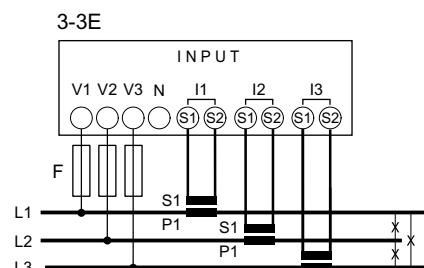 3-3E
INPUT
V1 V2 V3 N I1 I2 I3
S1 S2 S1 S2 S1 S2
F
S1
L1
P1
S1
L2
P1
L3